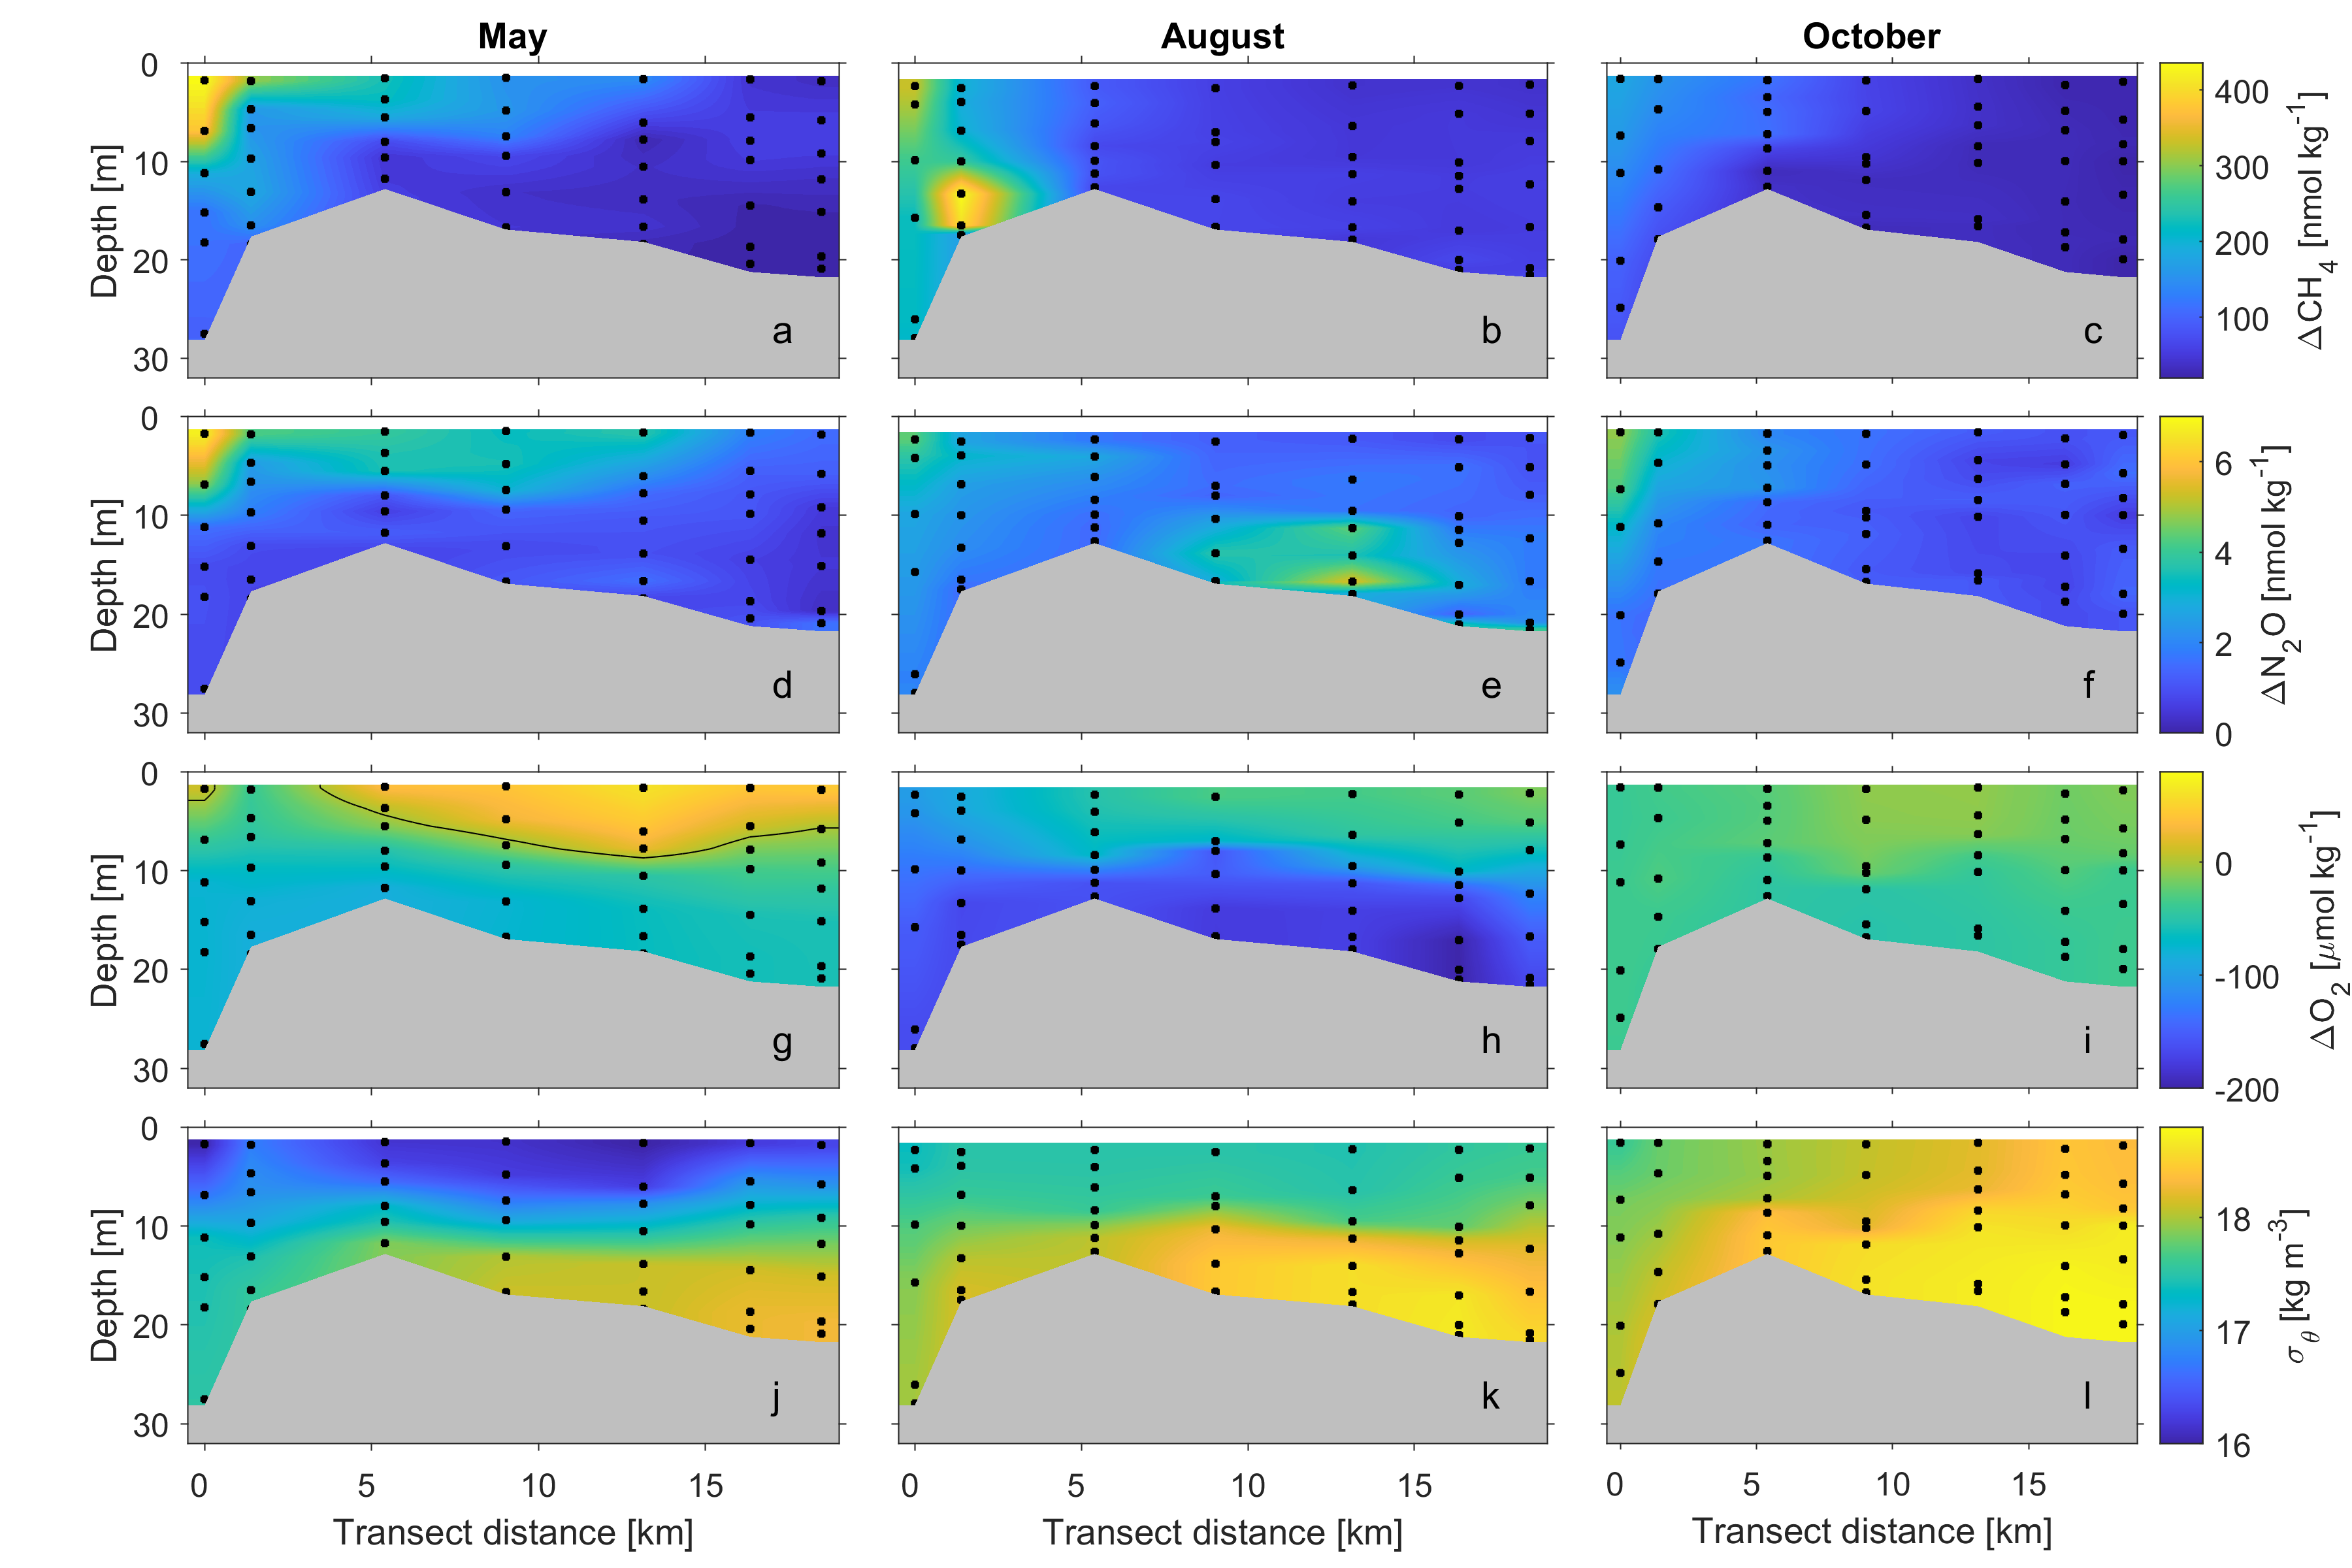 May August October
0
10
20
30
Depth [m]
a b c
400
300
200
100
ΔCH4 [nmol kg-1]
0
10
20
30
Depth [m]
d e f
6
4
2
0
ΔN2O [nmol kg-1]
0
10
20
30
Depth [m]
g h i
0
-100
-200
ΔO2 [μmol kg-1]
0
10
20
30
Depth [m]
j k l
18
17
16
σθ [kg m-3]
0 5 10 15 0 5 10 15 0 5 10 15
Transect distance [km] Transect distance [km] Transect distance [km]